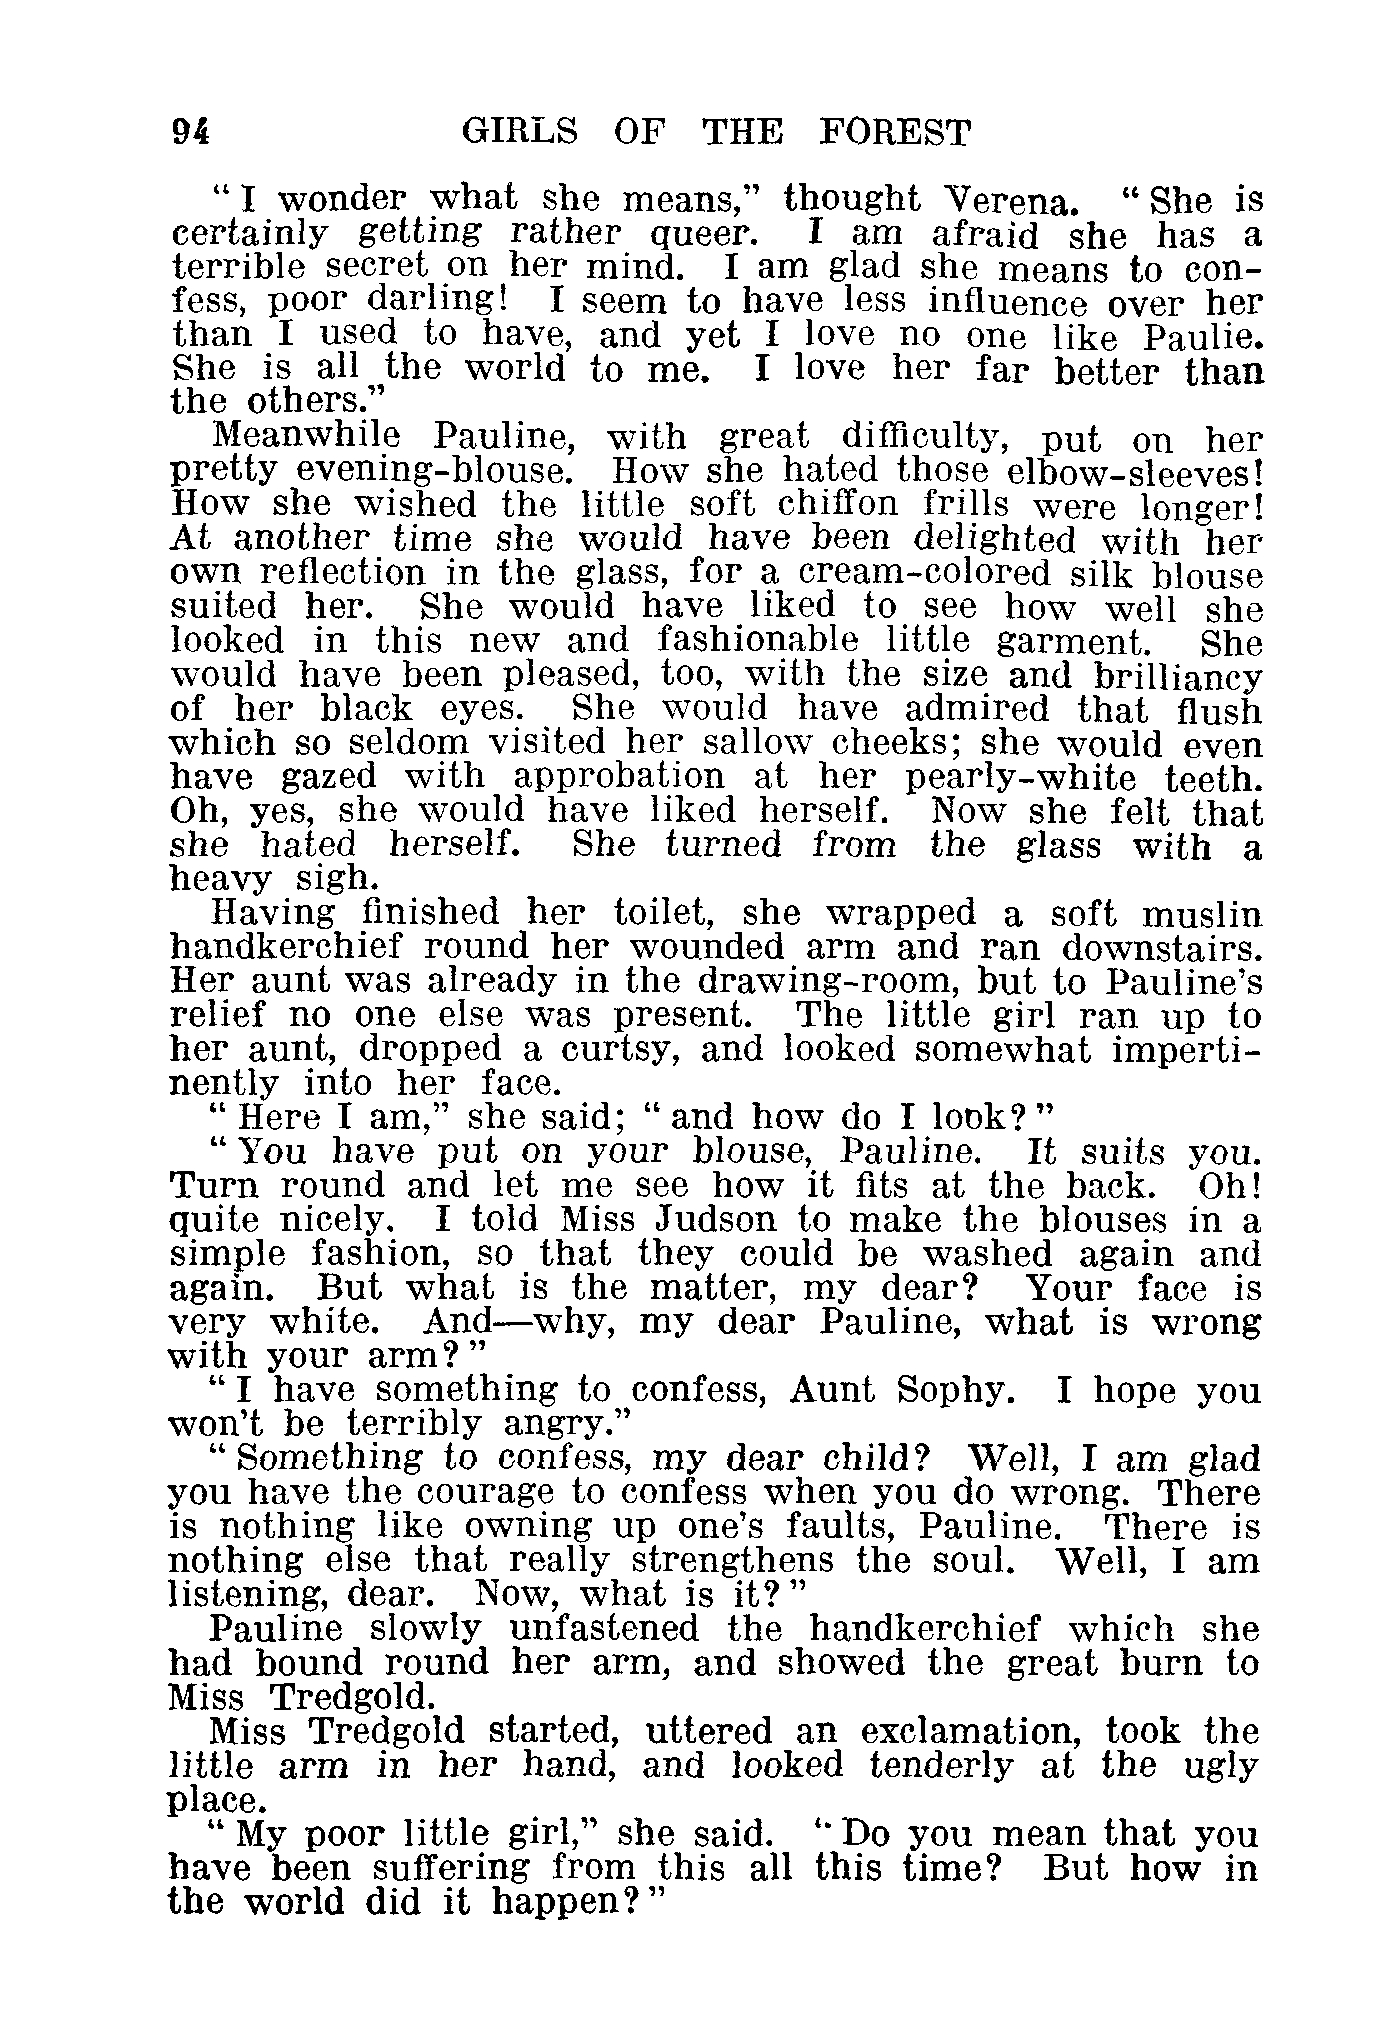 94 GIRLS OF THE FOREST
“ I wonder what she means,” thought Verena. “ She is
certainly getting rather queer. I am afraid she has a
terrible secret on her mind. I am glad she means to con-
fess, poor darling! I seem to have less influence over her
than I used to have, and yet I love no one like Paulie.
She is all the world to me. I love her far better than
the others.”
Meanwhile Pauline, with great difficulty, put on her
pretty evening-blouse. How she hated those elbow-sleeves!
How she wished the little soft chiffon frills were longer!
At another time she would have been delighted with her
own reflection in the glass, for a cream-colored silk blouse
suited her. She would have liked to see how well she
looked in this new and fashionable little garment. She
would have been pleased, too, with the size and brilliancy
of her black eyes. She would have admired that flush
which so seldom visited her sallow cheeks; she would even
have gazed with approbation at her pearly-white teeth.
Oh, yes, she would have liked herself. Now she felt that
she hated herself. She turned from the glass with a
heavy sigh.
Having finished her toilet, she wrapped a soft muslin
handkerchief round her wounded arm and ran downstairs.
Her aunt was already in the drawing-room, but to Pauline’s
relief no one else was present. The little girl ran up to
her aunt, dropped a curtsy, and looked somewhat imperti-
nently into her face.
“ Here I am,” she said; “ and how do I look? ”
“ You have put on your blouse, Pauline. It suits you.
Turn round and let me see how it fits at the back. Oh!
quite nicely. I told Miss Judson to make the blouses in a
simple fashion, so that they could be washed again and
again. But what is the matter, my dear? Your face is
very white. And—why, my dear Pauline, what is wrong
with your arm? ”
“ I have something to confess, Aunt Sophy. I hope you
won’t be terribly angry.”
“ Something to confess, my dear child? Well, I am glad
you have the courage to confess when you do wrong. There
is nothing like owning up one’s faults, Pauline. There is
nothing else that really strengthens the soul. Well, I am
listening, dear. Now, what is it? ”
Pauline slowly unfastened the handkerchief which she
had bound round her arm, and showed the great burn to
Miss Tredgold.
Miss Tredgold started, uttered an exclamation, took the
little arm in her hand, and looked tenderly at the ugly
place.
“ My poor little girl,” she said. “ Do you mean that you
have been suffering from this all this time? But how in
the world did it happen? ”